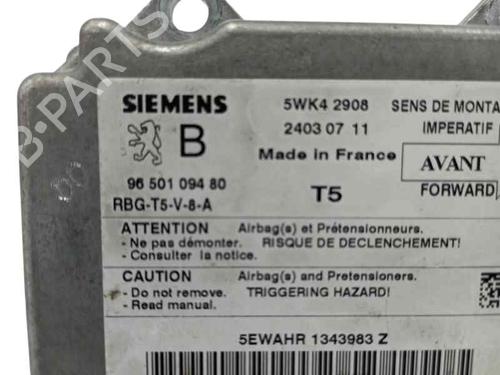 SIEMENS
5WK4 2908
SENS DE MONTA
B
2403 07 11
IMPERATIF
Made in France
AVANT
96 501 094 80
T5
FORWARD
RBG-T5-V-8-A
ATTENTION Airbag(s) et Prétensionneurs.
- Ne pas démonter. RISQUE DE DECLENCHEMENT!
- Consulter la notice.
CAUTION Airbag(s) and Pretensioners.
- Do not remove. TRIGGERING HAZARD!
- Read manual.
5EWAHR 1343983 Z
B-PARTS